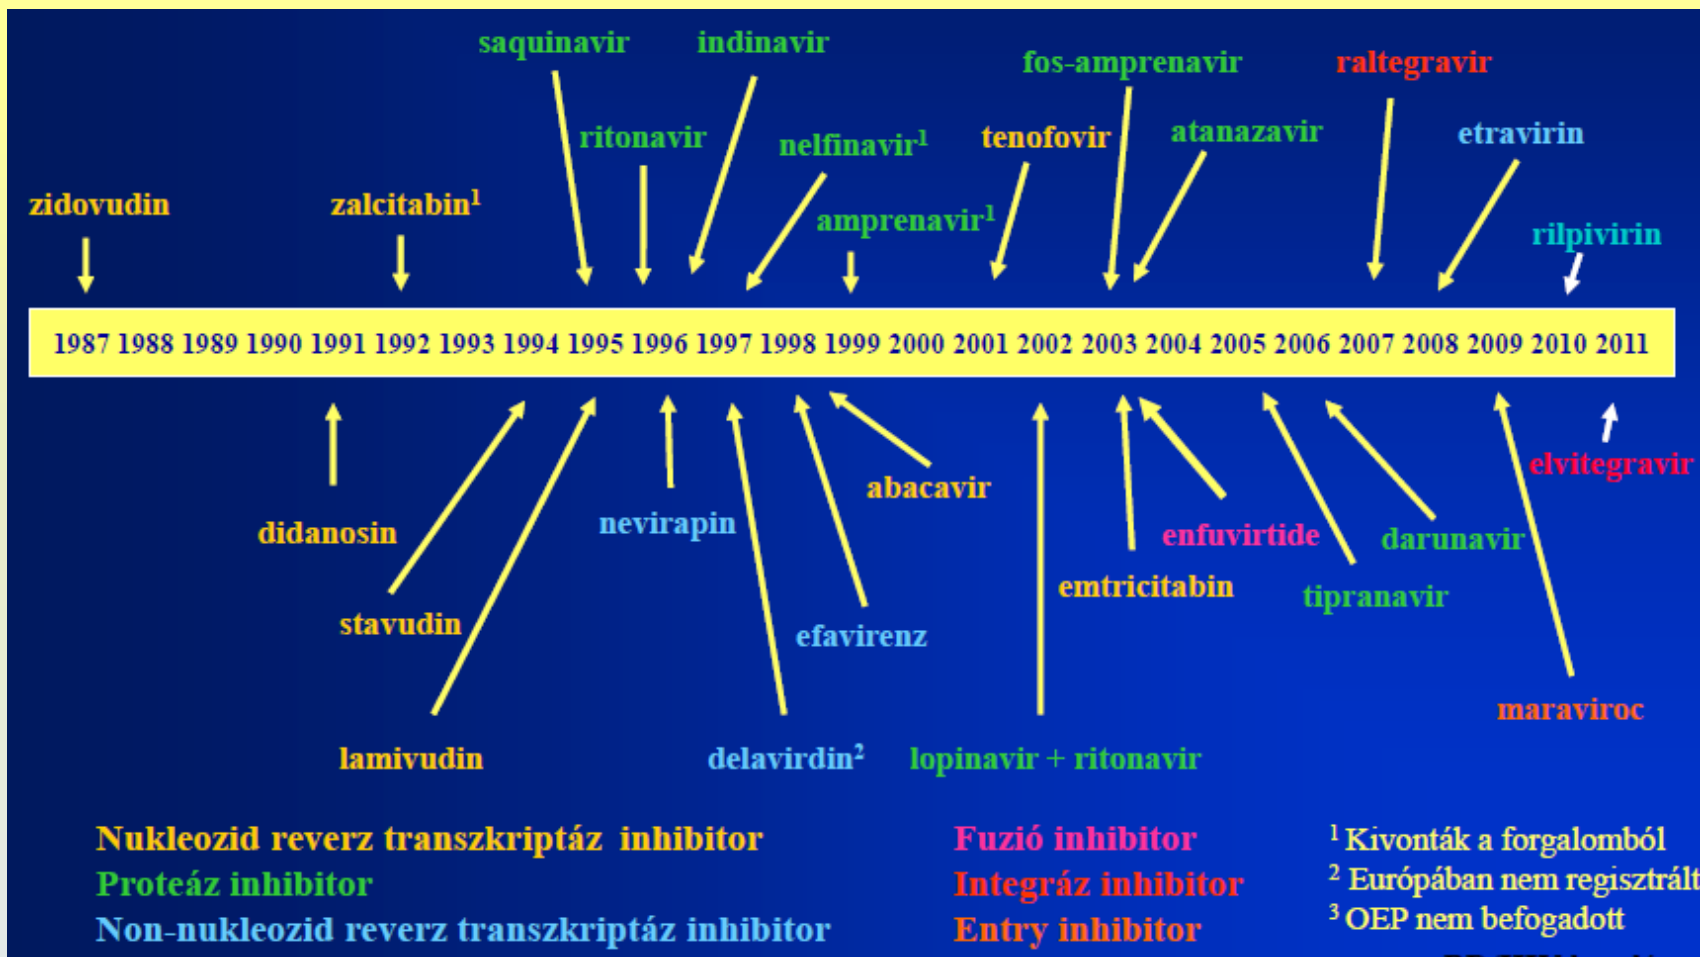 saquinavir indinavir
fos-amprenavir raltegravir
ritonavir nelfinavir¹ tenofovir atanazavir etravirin
zidovudin zalcitabin¹ amprenavir¹
rilpivirin
1987 1988 1989 1990 1991 1992 1993 1994 1995 1996 1997 1998 1999 2000 2001 2002 2003 2004 2005 2006 2007 2008 2009 2010 2011
elvitegravir
abacavir
didanosin nevirapin enfuvirtide darunavir
emtricitabin tipranavir
stavudin efavirenz
maraviroc
lamivudin delavirdin² lopinavir + ritonavir
Nukleozid reverz transzkriptáz inhibitor
Proteáz inhibitor
Non-nukleozid reverz transzkriptáz inhibitor
Fuzió inhibitor
Integráz inhibitor
Entry inhibitor
¹ Kivonták a forgalomból
² Európában nem regisztrált
³ OEP nem befogadott